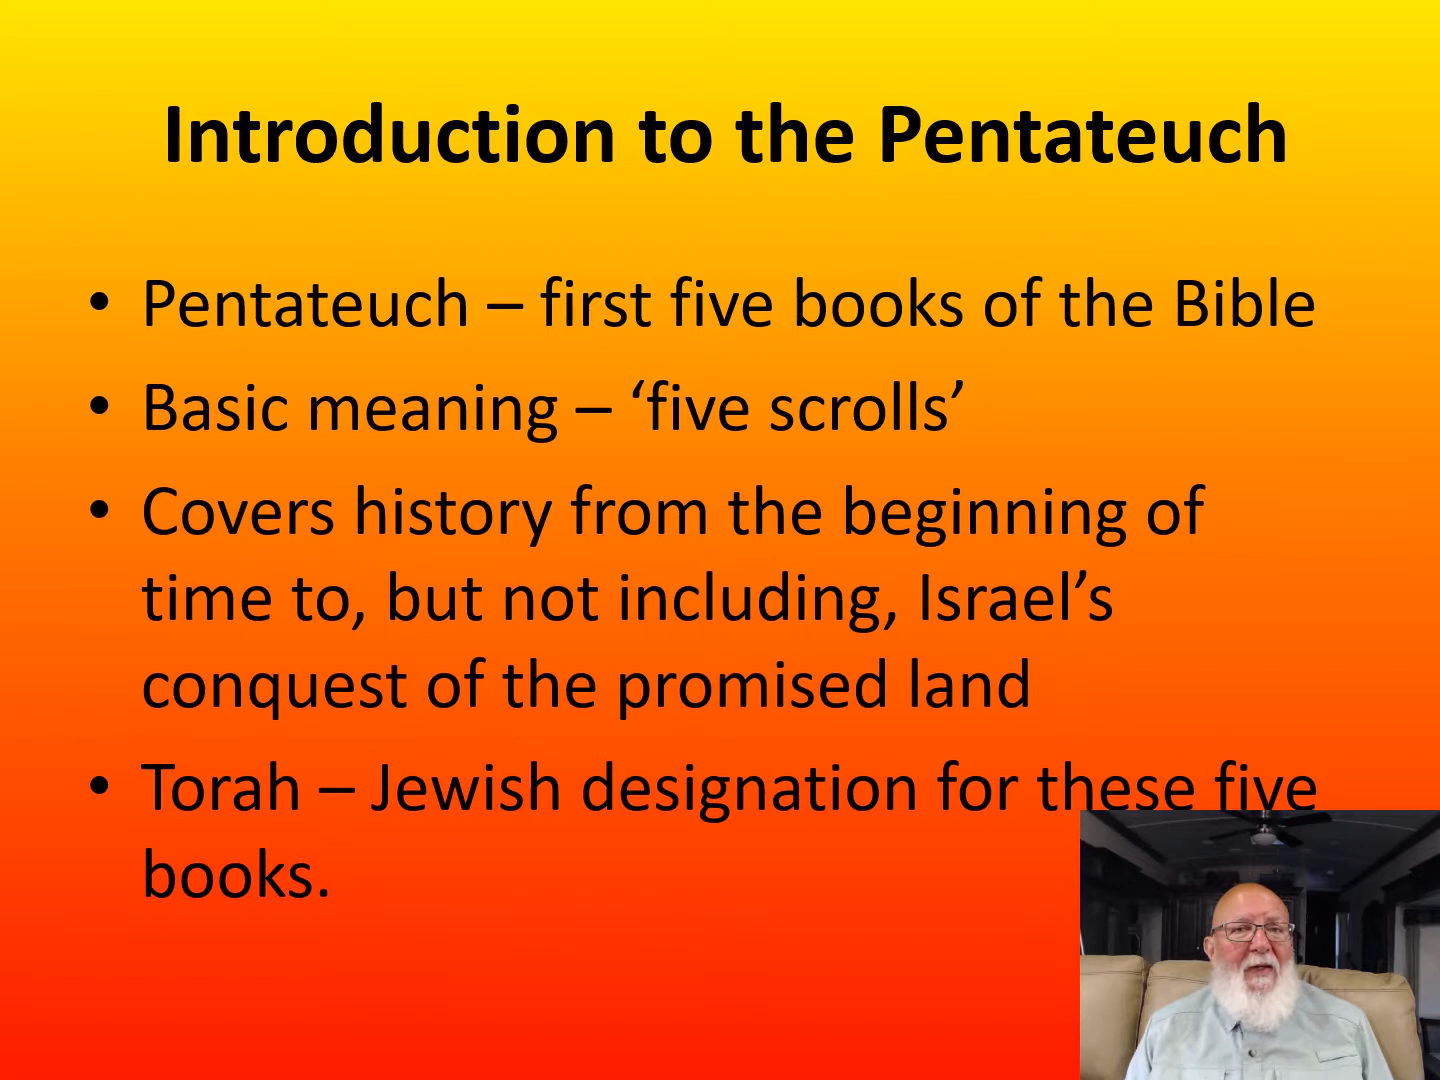 Introduction to the Pentateuch
• Pentateuch – first five books of the Bible
• Basic meaning – ‘five scrolls’
• Covers history from the beginning of
time to, but not including, Israel’s
conquest of the promised land
• Torah – Jewish designation for these five
books.